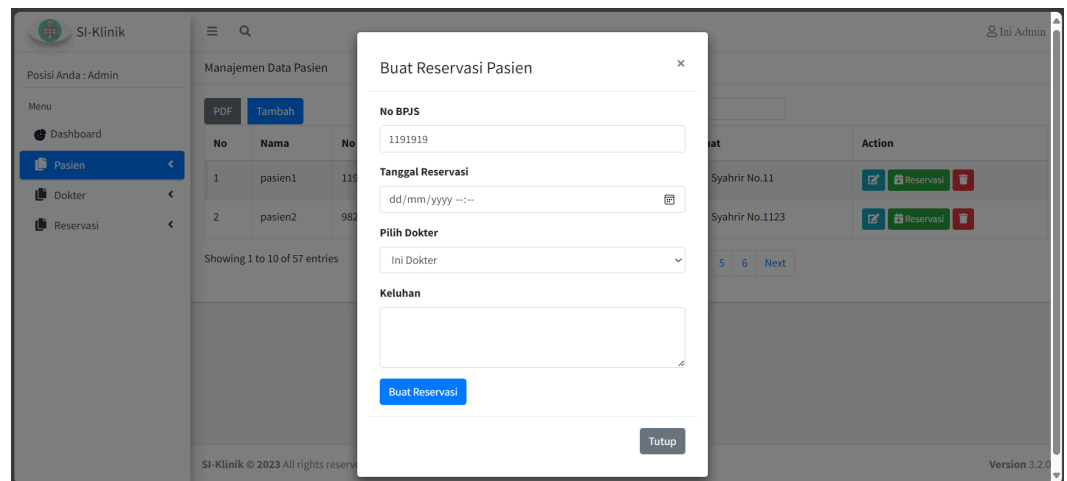 SI-Klinik
Ini Admin
Posisi Anda : Admin
Menu
Dashboard
Pasien
Dokter
Reservasi
Manajemen Data Pasien
PDF
Tambah
No Nama No at Action
1 pasien1 119 Syahrir No.11 Reservasi
2 pasien2 982 Syahrir No.1123 Reservasi
Showing 1 to 10 of 57 entries
5 6 Next
Buat Reservasi Pasien ×
No BPJS
1191919
Tanggal Reservasi
dd/mm/yyyy --:--
Pilih Dokter
Ini Dokter
Keluhan
Buat Reservasi
Tutup
SI-Klinik © 2023 All rights reserv
Version 3.2.0